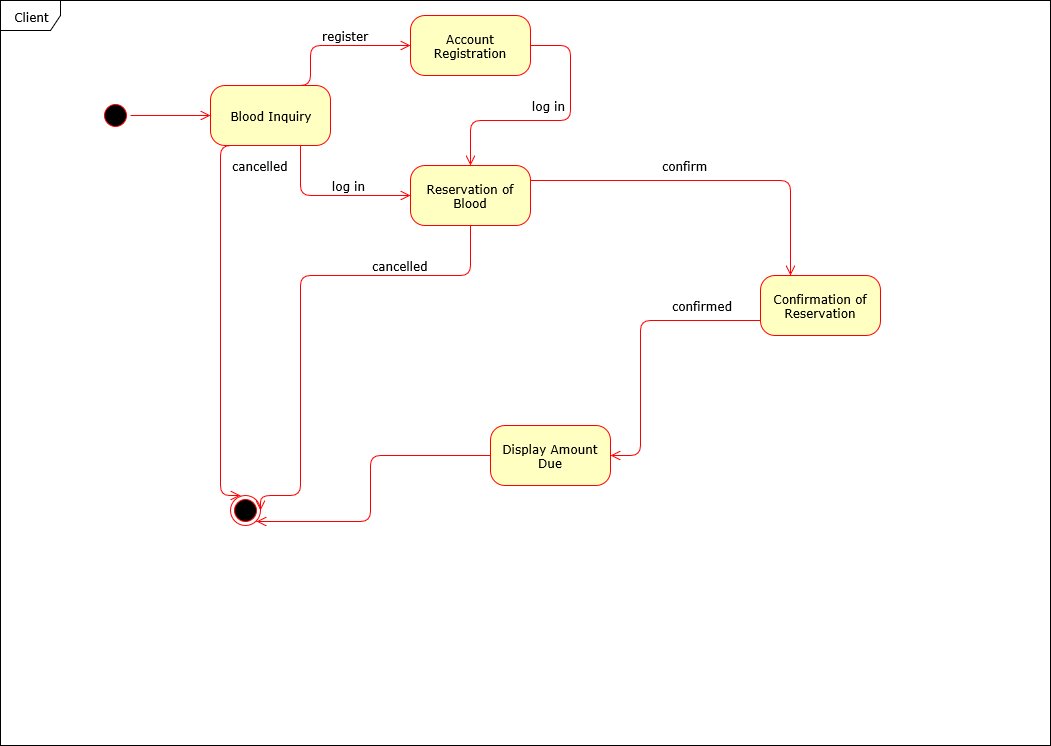 Client
register
Account
Registration
log in
Blood Inquiry
cancelled
log in
Reservation of
Blood
confirm
cancelled
Confirmation of
Reservation
confirmed
Display Amount
Due